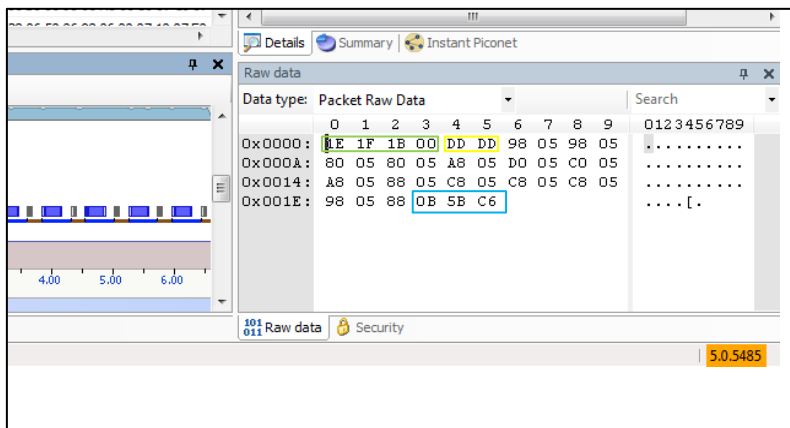 Details Summary Instant Piconet
Raw data
Data type: Packet Raw Data Search
0 1 2 3 4 5 6 7 8 9 0123456789
0x0000: 1E 1F 1B 00 DD DD 98 05 98 05 ..........
0x000A: 80 05 80 05 A8 05 D0 05 C0 05 ..........
0x0014: A8 05 88 05 C8 05 C8 05 C8 05 ..........
0x001E: 98 05 88 0B 5B C6 ....[.
4.00 5.00 6.00
101 011 Raw data Security
5.0.5485